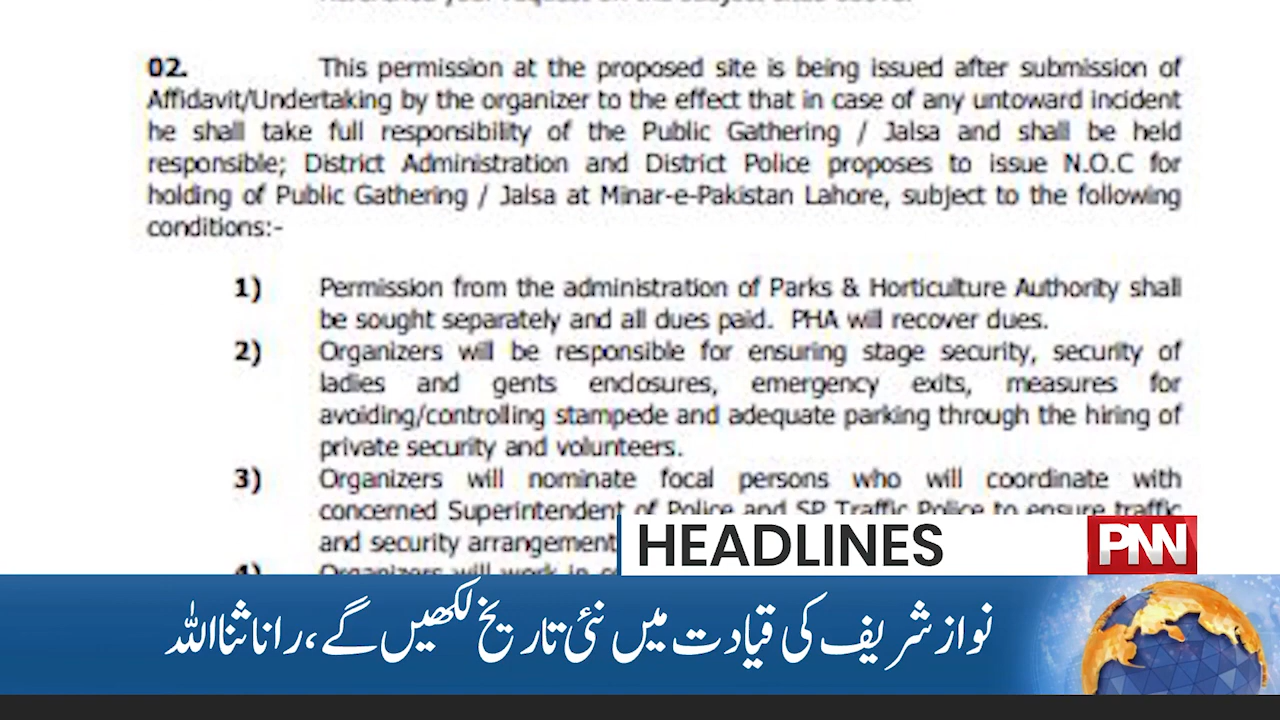 02. This permission at the proposed site is being issued after submission of
Affidavit/Undertaking by the organizer to the effect that in case of any untoward incident
he shall take full responsibility of the Public Gathering / Jalsa and shall be held
responsible; District Administration and District Police proposes to issue N.O.C for
holding of Public Gathering / Jalsa at Minar-e-Pakistan Lahore, subject to the following
conditions:-
1) Permission from the administration of Parks & Horticulture Authority shall
be sought separately and all dues paid. PHA will recover dues.
2) Organizers will be responsible for ensuring stage security, security of
ladies and gents enclosures, emergency exits, measures for
avoiding/controlling stampede and adequate parking through the hiring of
private security and volunteers.
3) Organizers will nominate focal persons who will coordinate with
concerned Superintendent of Police and SP Traffic Police to ensure traffic
and security arrangement
HEADLINES
PNN
نواز شریف کی قیادت میں نئی تاریخ لکھیں گے، رانا ثنااللہ